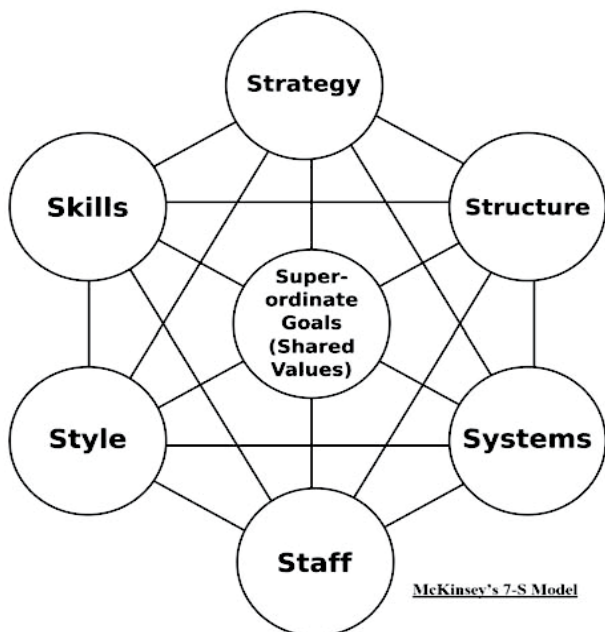 Strategy
Skills
Structure
Super-
ordinate
Goals
(Shared
Values)
Style
Systems
Staff
McKinsey's 7-S Model